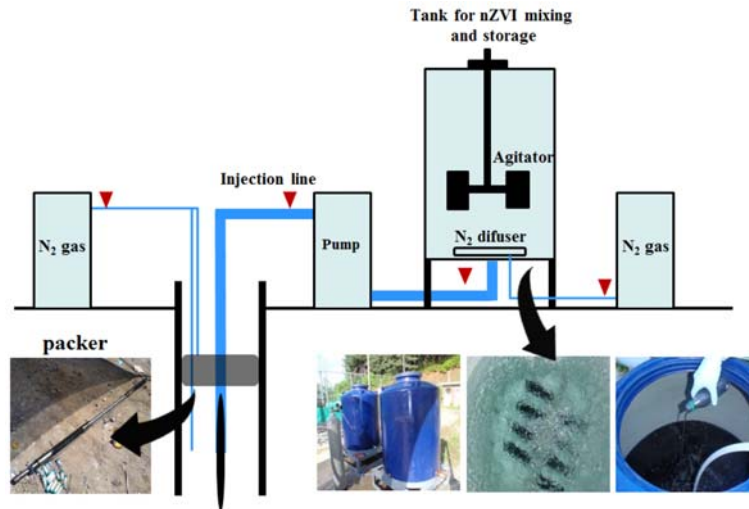 Tank for nZVI mixing
and storage
Agitator
Injection line
N₂ gas
Pump
N₂ difuser
N₂ gas
packer